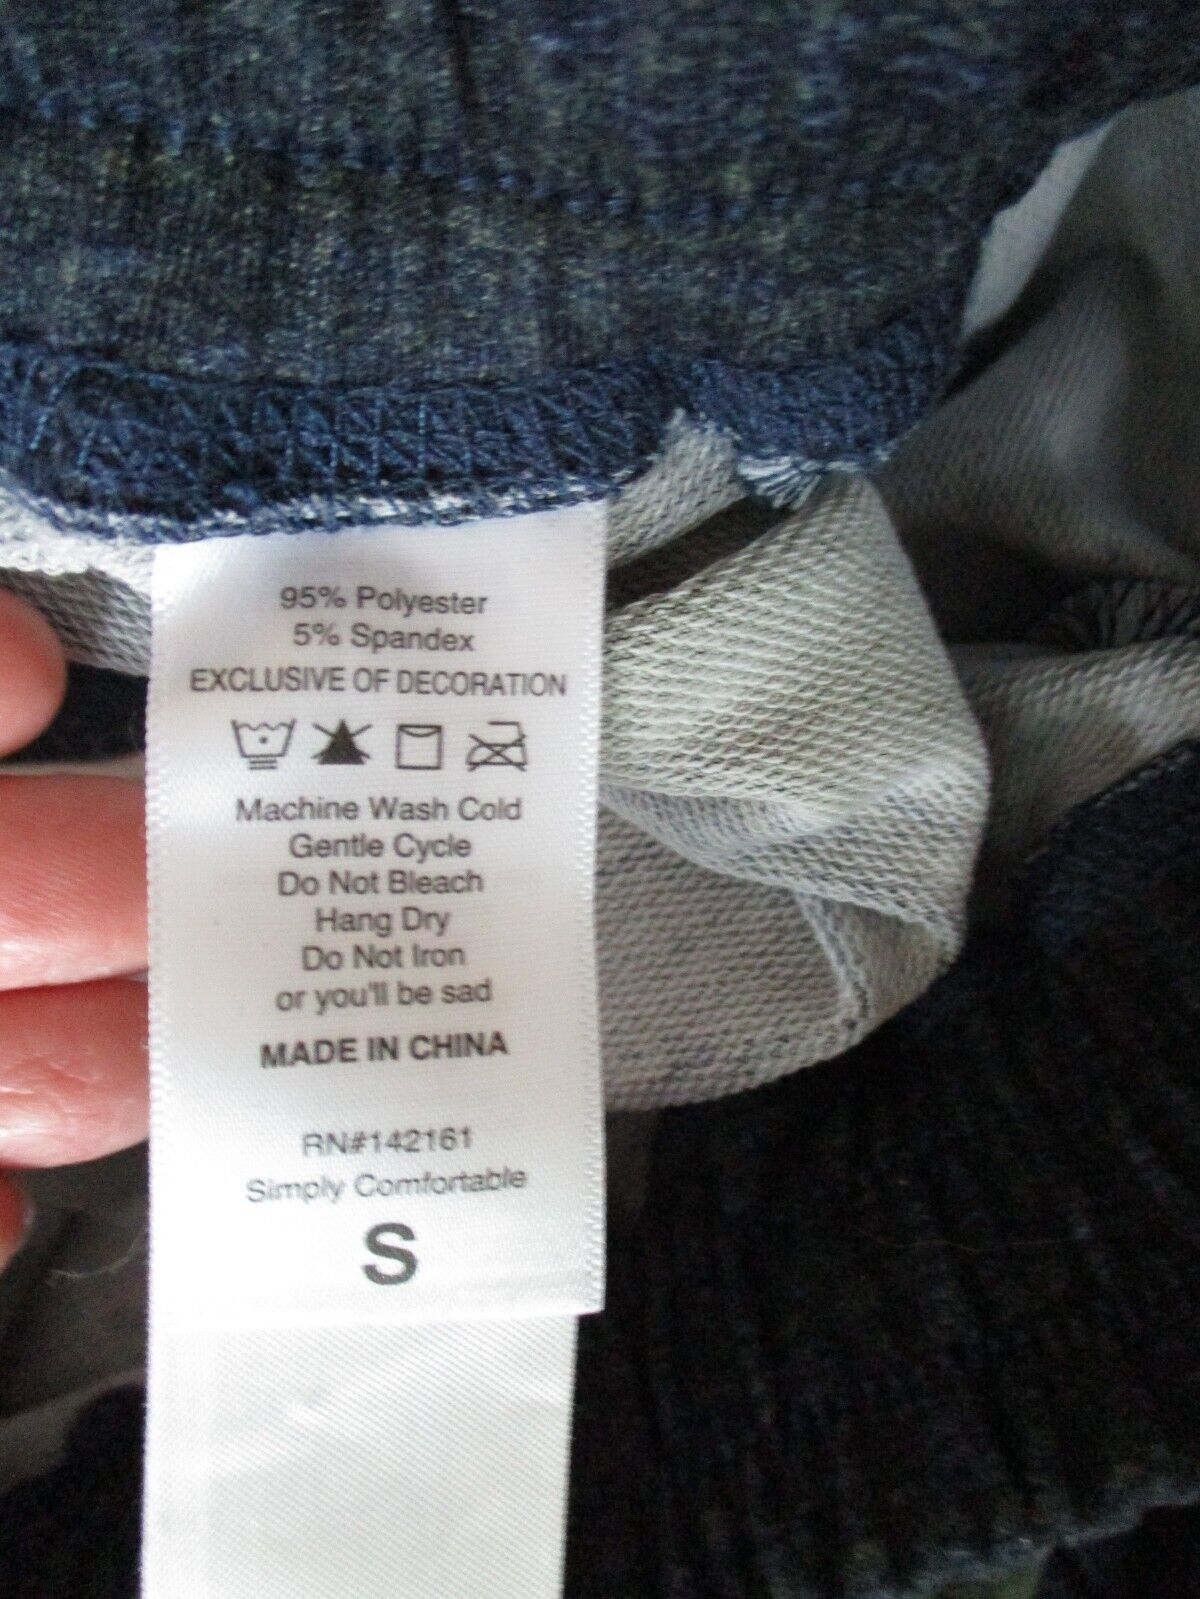 95% Polyester
5% Spandex
EXCLUSIVE OF DECORATION
Machine Wash Cold
Gentle Cycle
Do Not Bleach
Hang Dry
Do Not Iron
or you'll be sad
MADE IN CHINA
RN#142161
Simply Comfortable
S